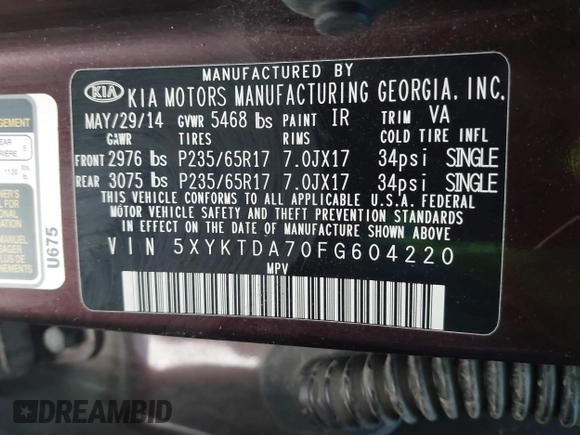 MANUFACTURED BY
KIA KIA MOTORS MANUFACTURING GEORGIA, INC.
MAY/29/14 GVWR 5468 lbs PAINT IR TRIM VA
GAWR TIRES RIMS COLD TIRE INFL
FRONT 2976 lbs P235/65R17 7.0JX17 34psi SINGLE
REAR 3075 lbs P235/65R17 7.0JX17 34psi SINGLE
THIS VEHICLE CONFORMS TO ALL APPLICABLE U.S.A. FEDERAL
MOTOR VEHICLE SAFETY AND THEFT PREVENTION STANDARDS
IN EFFECT ON THE DATE OF MANUFACTURE SHOWN ABOVE.
VIN 5XYKTDA70FG604220
MPV
U675
DREAMBID